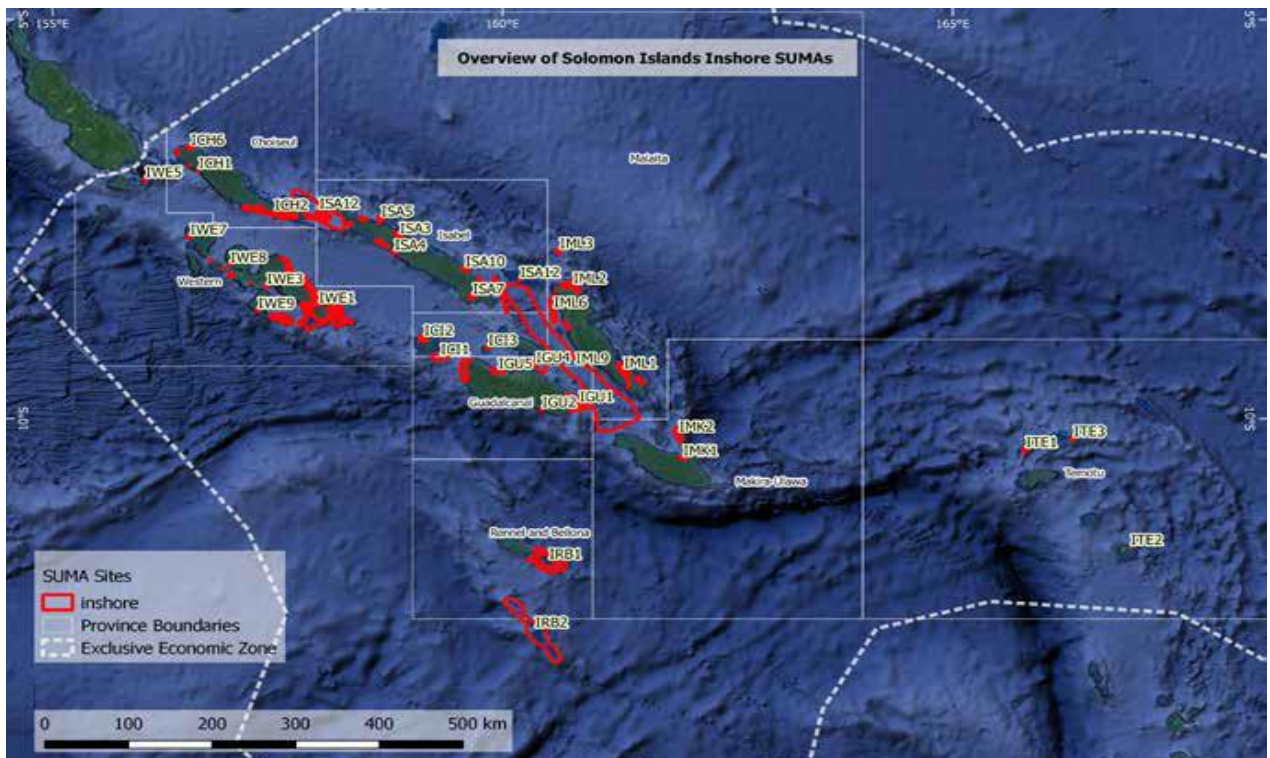 5°S 155°E 160°E 165°E 5°S
Overview of Solomon Islands Inshore SUMAs
ICH6
Choiseul
ICH1
Malaita
IWE5
ICH2
ISA12
ISA5
ISA3
IWE7
Isabel
ISA4
IML3
IWE8
ISA10
ISA12
IML2
Western
IWE3
ISA7
IWE9
IWE1
IML6
ICI2
ICI3
ICI1
IGU4
IML9
IGU5
IML1
Guadalcanal
IGU2
IGU1
10°S
10°S
IMK2
ITE3
ITE1
IMK1
Makira-Ulawa
Temotu
Rennel and Bellona
ITE2
IRB1
IRB2
SUMA Sites
inshore
Province Boundaries
Exclusive Economic Zone
0 100 200 300 400 500 km